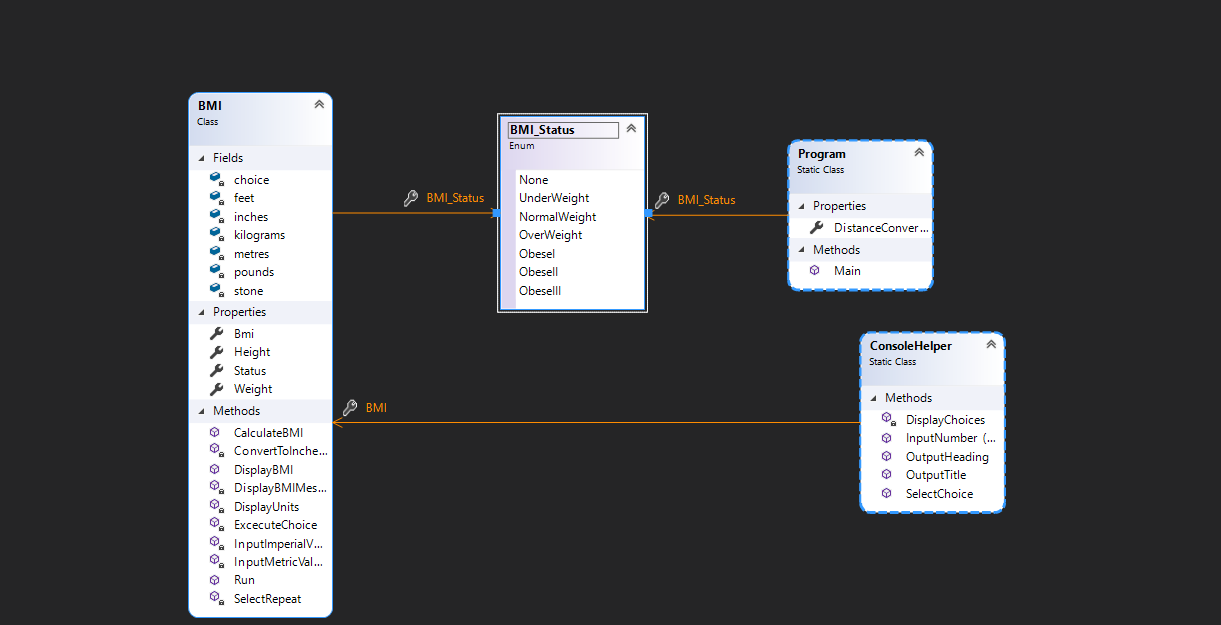 BMI
Class
Fields
choice
feet
inches
kilograms
metres
pounds
stone
Properties
Bmi
Height
Status
Weight
Methods
CalculateBMI
ConvertToInche...
DisplayBMI
DisplayBMIMes...
DisplayUnits
ExcecuteChoice
InputImperialV...
InputMetricVal...
Run
SelectRepeat
BMI_Status
BMI_Status
Enum
None
UnderWeight
NormalWeight
OverWeight
ObeseI
ObeseII
ObeseIII
BMI_Status
Program
Static Class
Properties
DistanceConver...
Methods
Main
BMI
ConsoleHelper
Static Class
Methods
DisplayChoices
InputNumber (...
OutputHeading
OutputTitle
SelectChoice